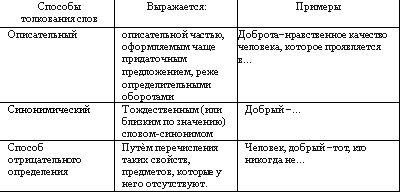 Способы
толкования слов
Выражается:
Примеры
Описательный
описательной частью,
оформляемым чаще
придаточным
предложением, реже
определительными
оборотами
Доброта–нравственное качество
человека, которое проявляется
в...
Синонимический
Тождественным (или
близким по значению)
словом-синонимом
Добрый –...
Способ
отрицательного
определения
Путём перечисления
таких свойств,
предметов, которые у
него отсутствуют.
Человек, добрый –тот, кто
никогда не...